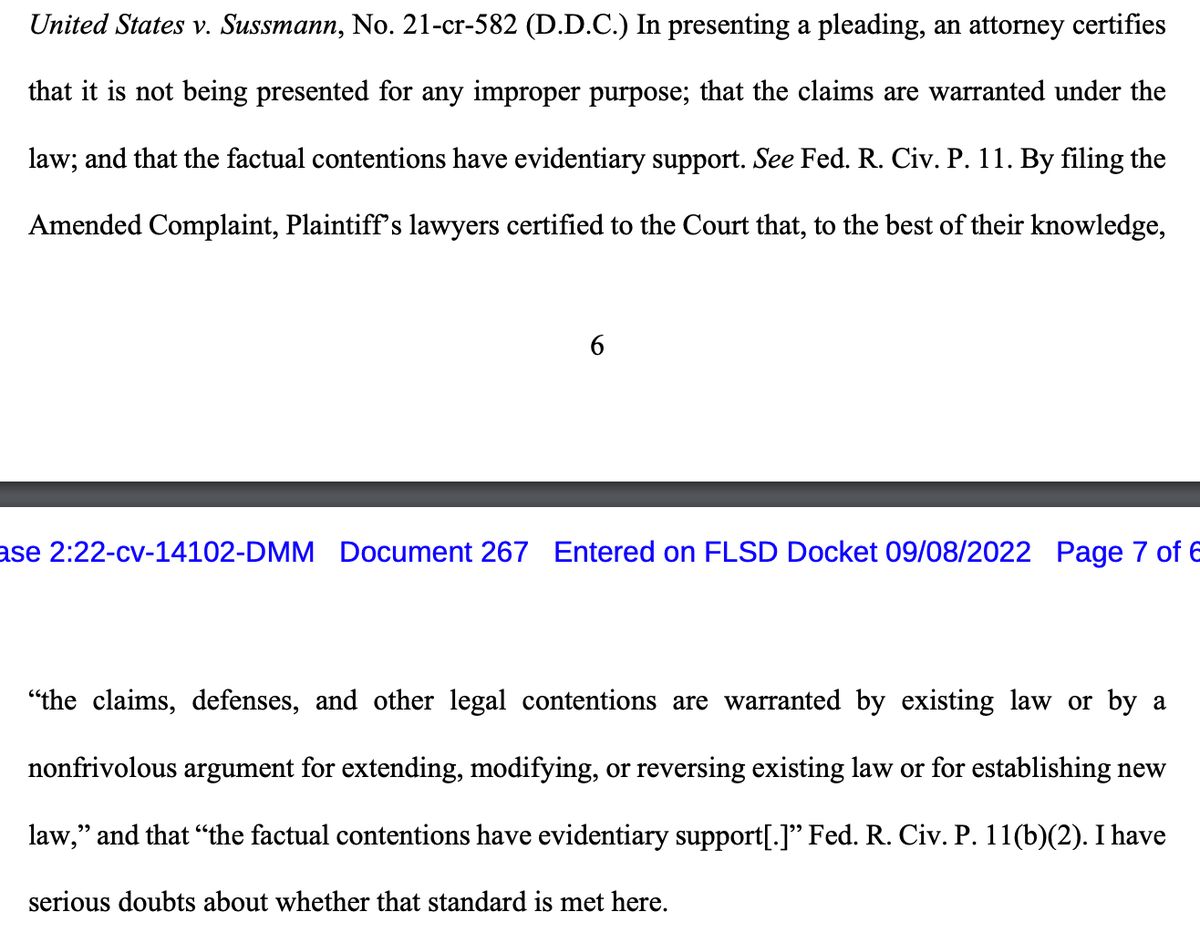 United States v. Sussmann, No. 21-cr-582 (D.D.C.) In presenting a pleading, an attorney certifies
that it is not being presented for any improper purpose; that the claims are warranted under the
law; and that the factual contentions have evidentiary support. See Fed. R. Civ. P. 11. By filing the
Amended Complaint, Plaintiff’s lawyers certified to the Court that, to the best of their knowledge,
6
ase 2:22-cv-14102-DMM Document 267 Entered on FLSD Docket 09/08/2022 Page 7 of 6
“the claims, defenses, and other legal contentions are warranted by existing law or by a
nonfrivolous argument for extending, modifying, or reversing existing law or for establishing new
law,” and that “the factual contentions have evidentiary support[.]” Fed. R. Civ. P. 11(b)(2). I have
serious doubts about whether that standard is met here.